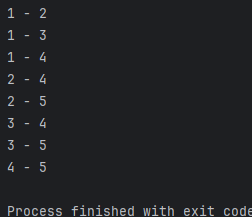 1 - 2
1 - 3
1 - 4
2 - 4
2 - 5
3 - 4
3 - 5
4 - 5
Process finished with exit code